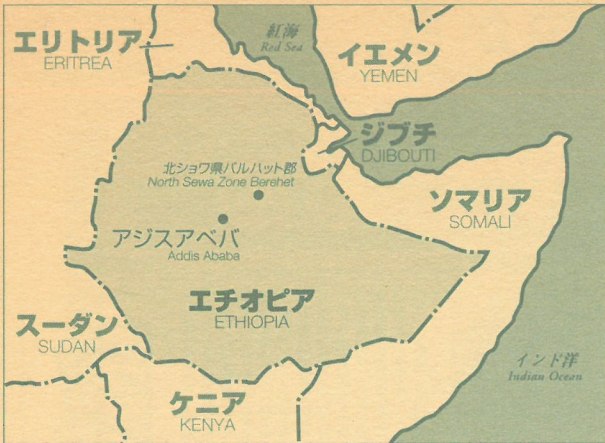 エリトリア
ERITREA
紅海
Red Sea
イエメン
YEMEN
ジブチ
DJIBOUTI
北ショワ県バルハット郡
North Sewa Zone Berehet
ソマリア
SOMALI
アジスアベバ
Addis Ababa
エチオピア
ETHIOPIA
スーダン
SUDAN
インド洋
Indian Ocean
ケニア
KENYA